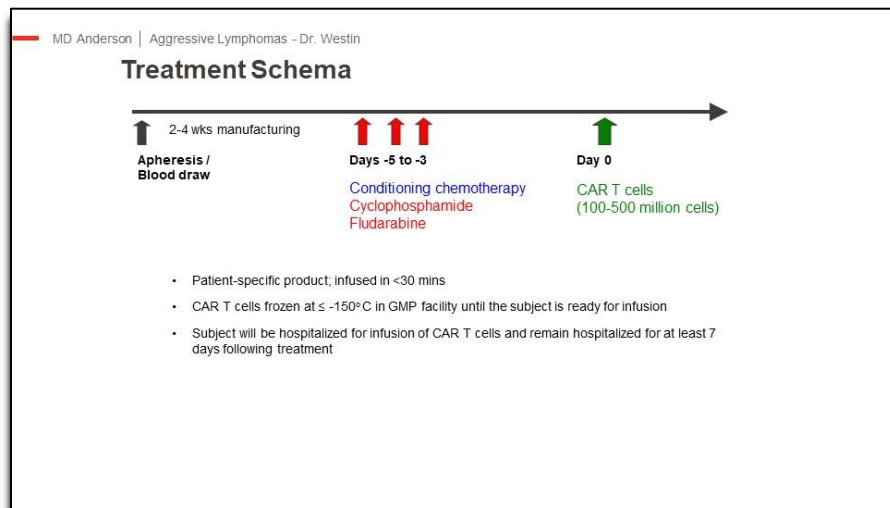 MD Anderson | Aggressive Lymphomas - Dr. Westin
Treatment Schema
2-4 wks manufacturing
Apheresis /
Blood draw
Days -5 to -3
Conditioning chemotherapy
Cyclophosphamide
Fludarabine
Day 0
CAR T cells
(100-500 million cells)
• Patient-specific product; infused in <30 mins
• CAR T cells frozen at ≤ -150°C in GMP facility until the subject is ready for infusion
• Subject will be hospitalized for infusion of CAR T cells and remain hospitalized for at least 7
days following treatment